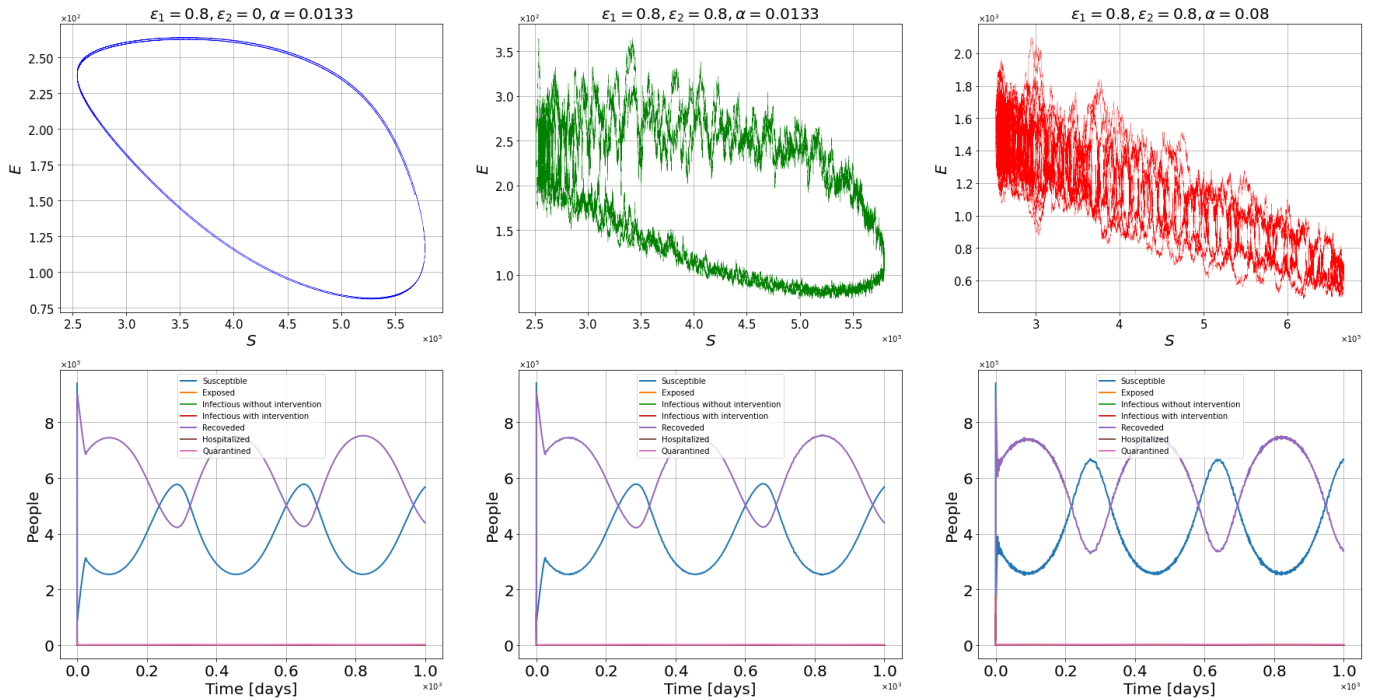 ε₁ = 0.8, ε₂ = 0, α = 0.0133
×10²
2.50
2.25
2.00
1.75
1.50
1.25
1.00
0.75
E
2.5 3.0 3.5 4.0 4.5 5.0 5.5
×10⁵
S
ε₁ = 0.8, ε₂ = 0.8, α = 0.0133
×10²
3.5
3.0
2.5
2.0
1.5
1.0
E
2.5 3.0 3.5 4.0 4.5 5.0 5.5
×10⁵
S
ε₁ = 0.8, ε₂ = 0.8, α = 0.08
×10³
2.0
1.8
1.6
1.4
1.2
1.0
0.8
0.6
E
3 4 5 6
×10⁵
S
×10⁵
8
6
4
2
0
People
Susceptible
Exposed
Infectious without intervention
Infectious with intervention
Recoveded
Hospitalized
Quarantined
0.0 0.2 0.4 0.6 0.8 1.0
Time [days]
×10³
×10⁵
8
6
4
2
0
People
Susceptible
Exposed
Infectious without intervention
Infectious with intervention
Recoveded
Hospitalized
Quarantined
0.0 0.2 0.4 0.6 0.8 1.0
Time [days]
×10³
×10⁵
8
6
4
2
0
People
Susceptible
Exposed
Infectious without intervention
Infectious with intervention
Recoveded
Hospitalized
Quarantined
0.0 0.2 0.4 0.6 0.8 1.0
Time [days]
×10³